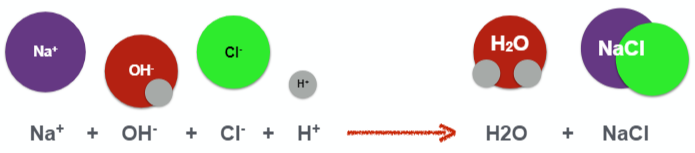 Na⁺ OH⁻ Cl⁻ H⁺ H₂O NaCl
Na⁺ + OH⁻ + Cl⁻ + H⁺ H2O + NaCl